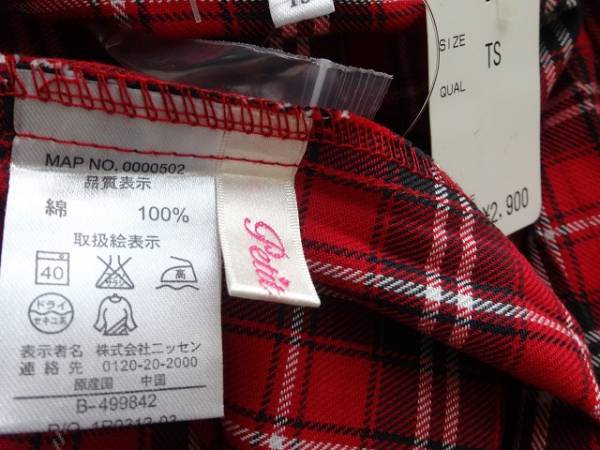 SIZE TS
QUAL
¥2,900
MAP NO. 0000502
品質表示
綿 100%
取扱絵表示
40 高
ドライ
セキユ系
表示者名 株式会社ニッセン
連絡先 0120-20-2000
原産国 中国
B-499842
Petit